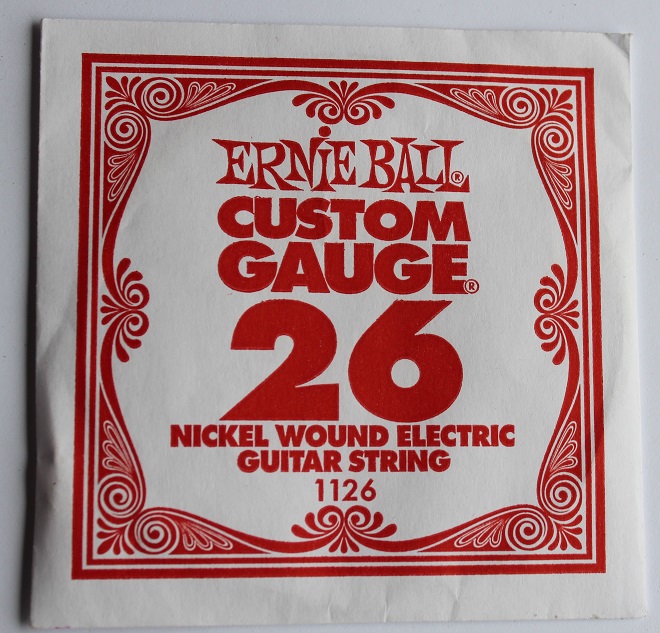 ERNIE BALL®
CUSTOM
GAUGE®
26
NICKEL WOUND ELECTRIC
GUITAR STRING
1126